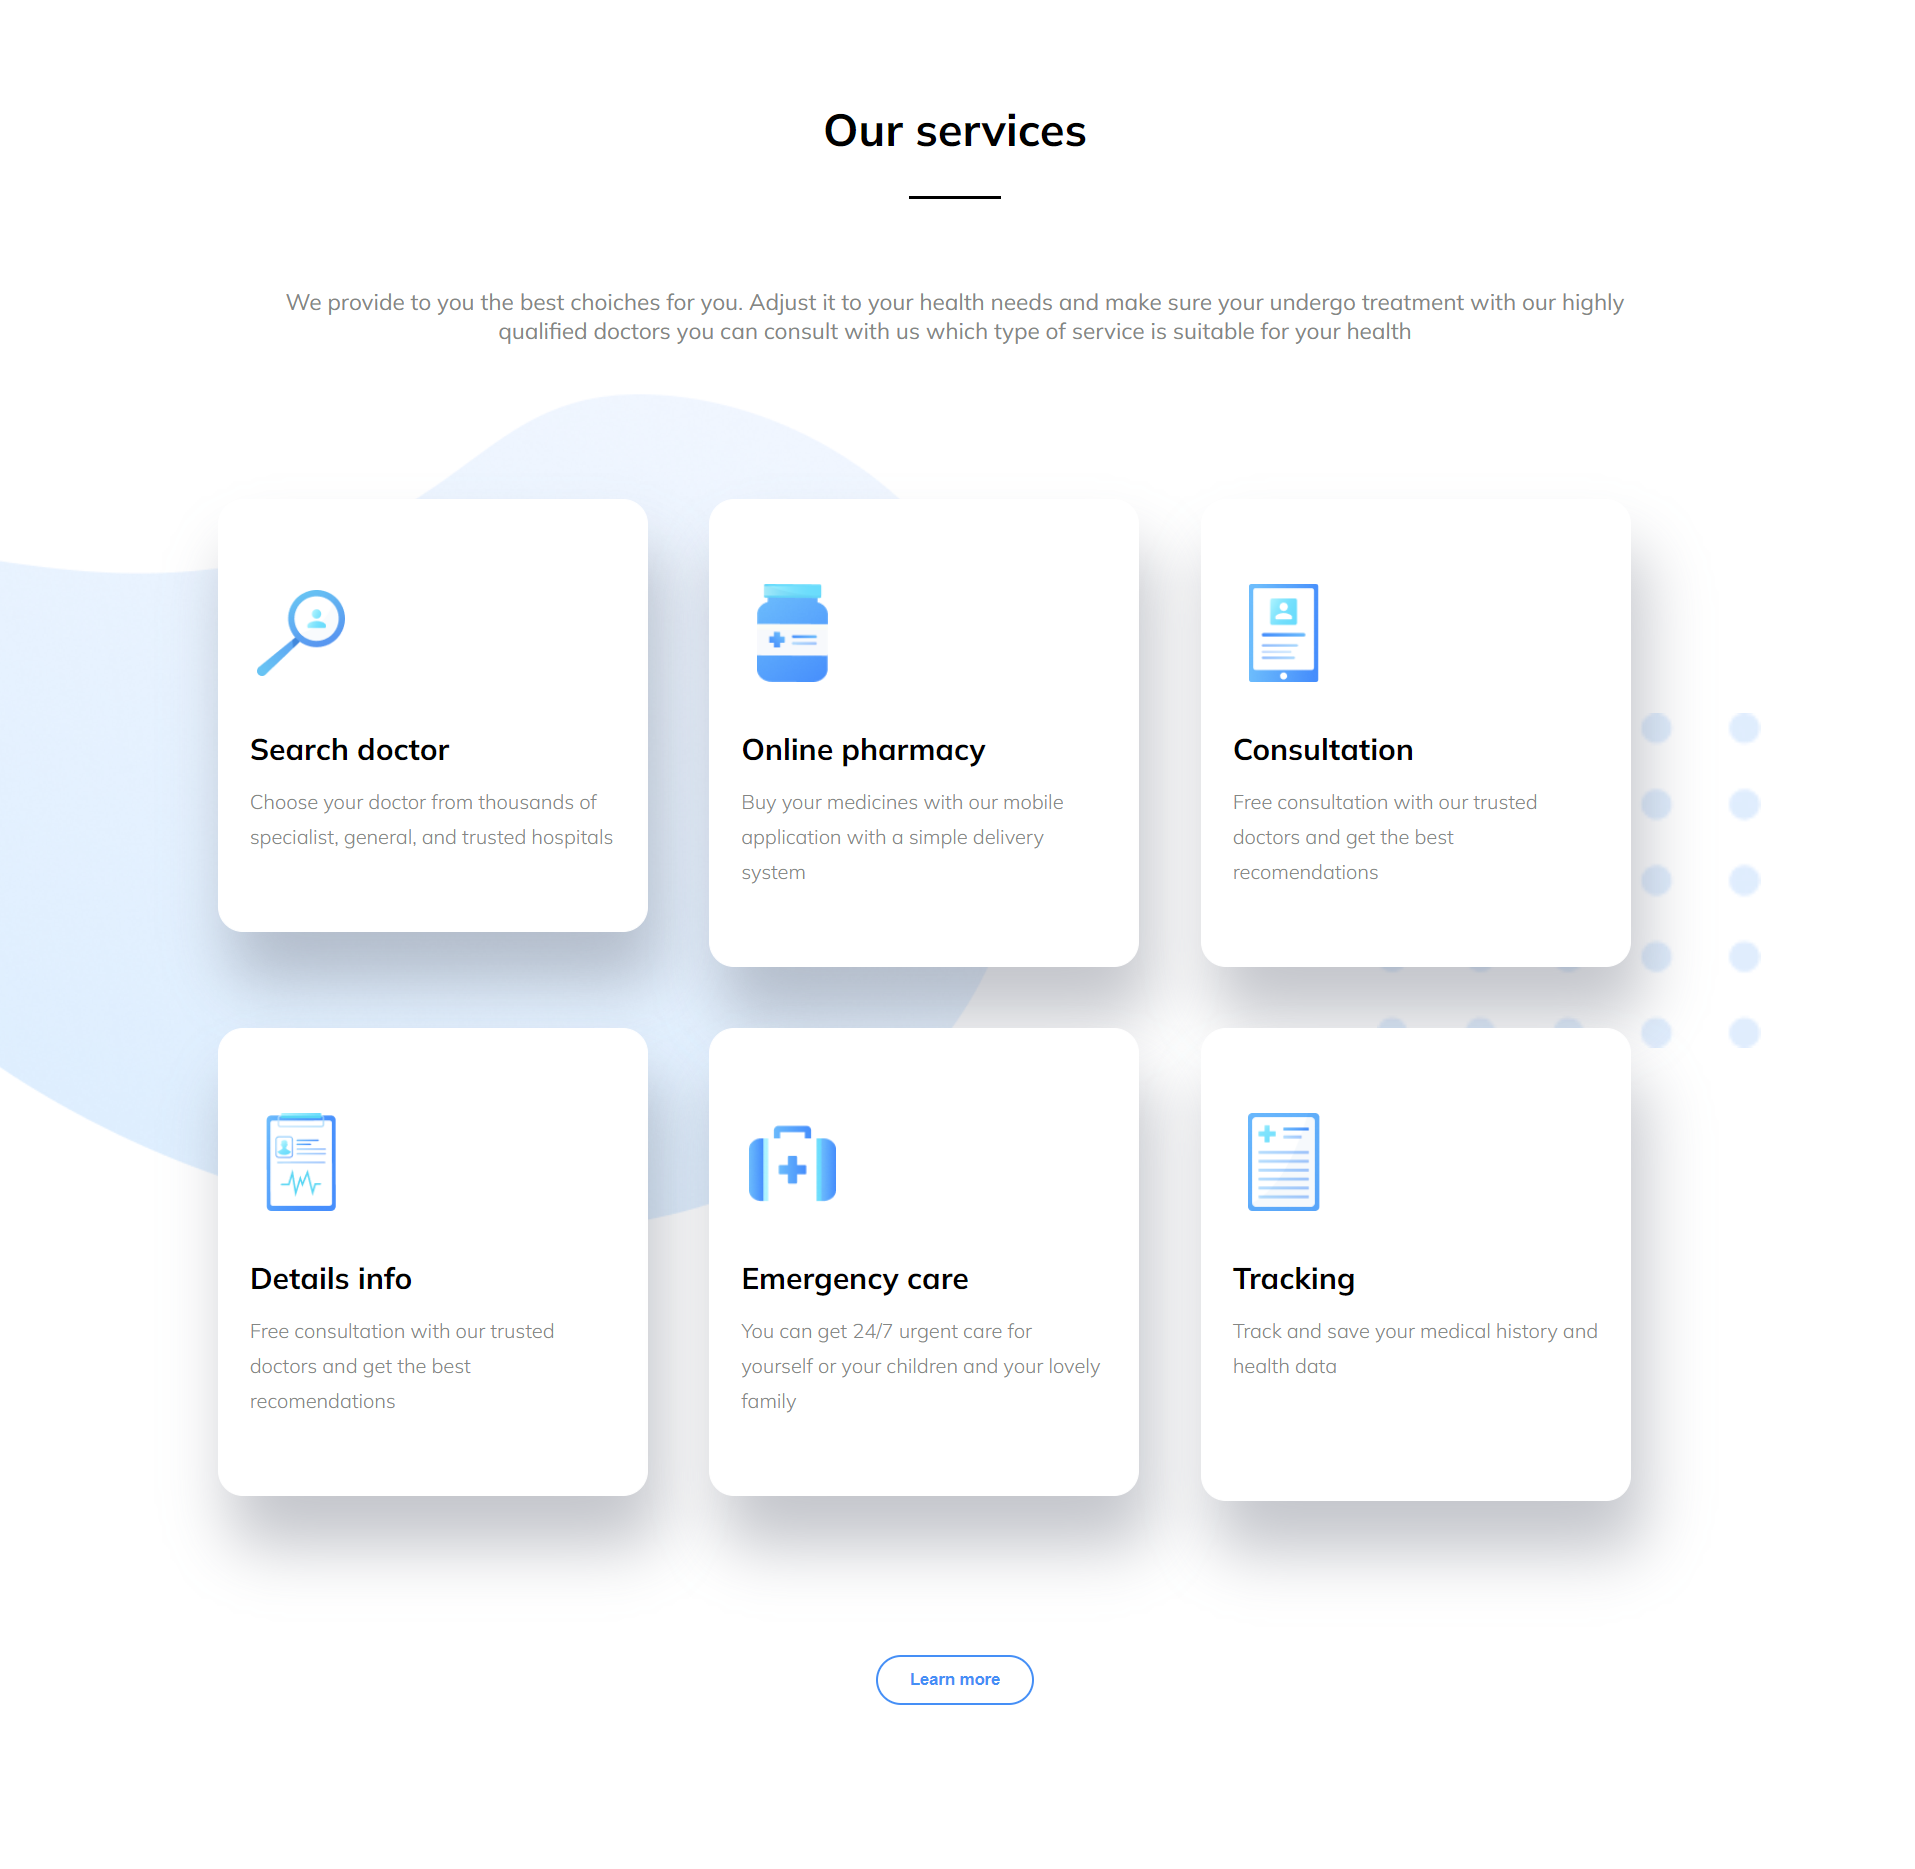 Our services
We provide to you the best choiches for you. Adjust it to your health needs and make sure your undergo treatment with our highly
qualified doctors you can consult with us which type of service is suitable for your health
Search doctor
Choose your doctor from thousands of
specialist, general, and trusted hospitals
Online pharmacy
Buy your medicines with our mobile
application with a simple delivery
system
Consultation
Free consultation with our trusted
doctors and get the best
recomendations
Details info
Free consultation with our trusted
doctors and get the best
recomendations
Emergency care
You can get 24/7 urgent care for
yourself or your children and your lovely
family
Tracking
Track and save your medical history and
health data
Learn more